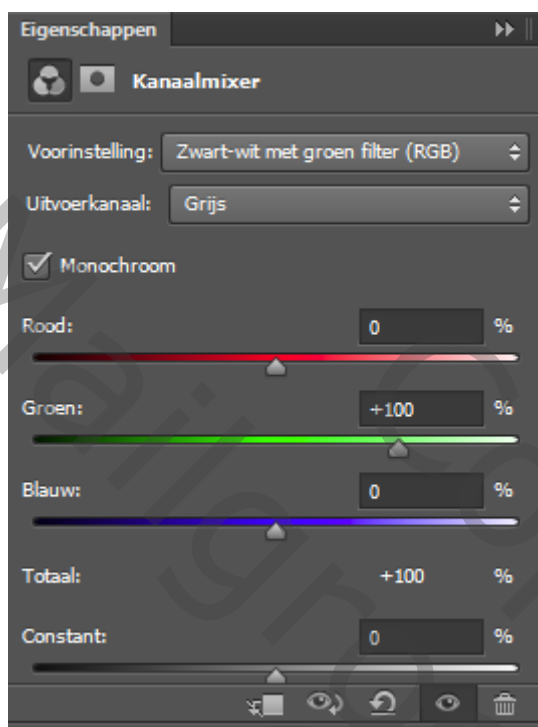 Eigenschappen
Kanaalmixer
Voorinstelling: Zwart-wit met groen filter (RGB)
Uitvoerkanaal: Grijs
Monochroom
Rood: 0 %
Groen: +100 %
Blauw: 0 %
Totaal: +100 %
Constant: 0 %